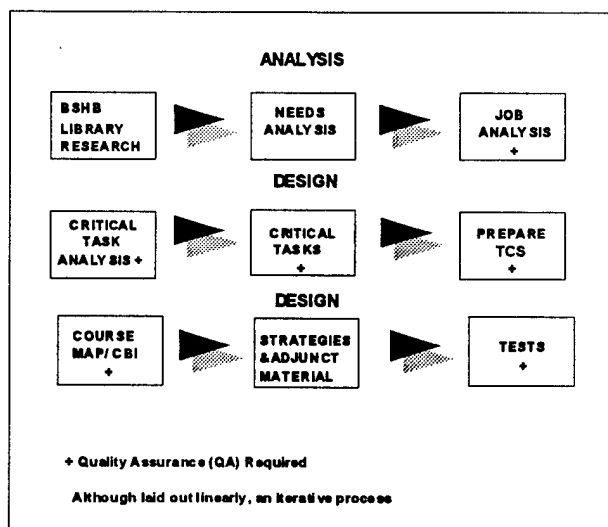 ANALYSIS
BSHB
LIBRARY
RESEARCH
NEEDS
ANALYSIS
JOB
ANALYSIS
+
DESIGN
CRITICAL
TASK
ANALYSIS +
CRITICAL
TASKS
+
PREPARE
TCS
+
DESIGN
COURSE
MAP/ CBI
+
STRATEGIES
&ADJUNCT
MATERIAL
TESTS
+
+ Quality Assurance (QA) Required
Although laid out linearly, an iterative process